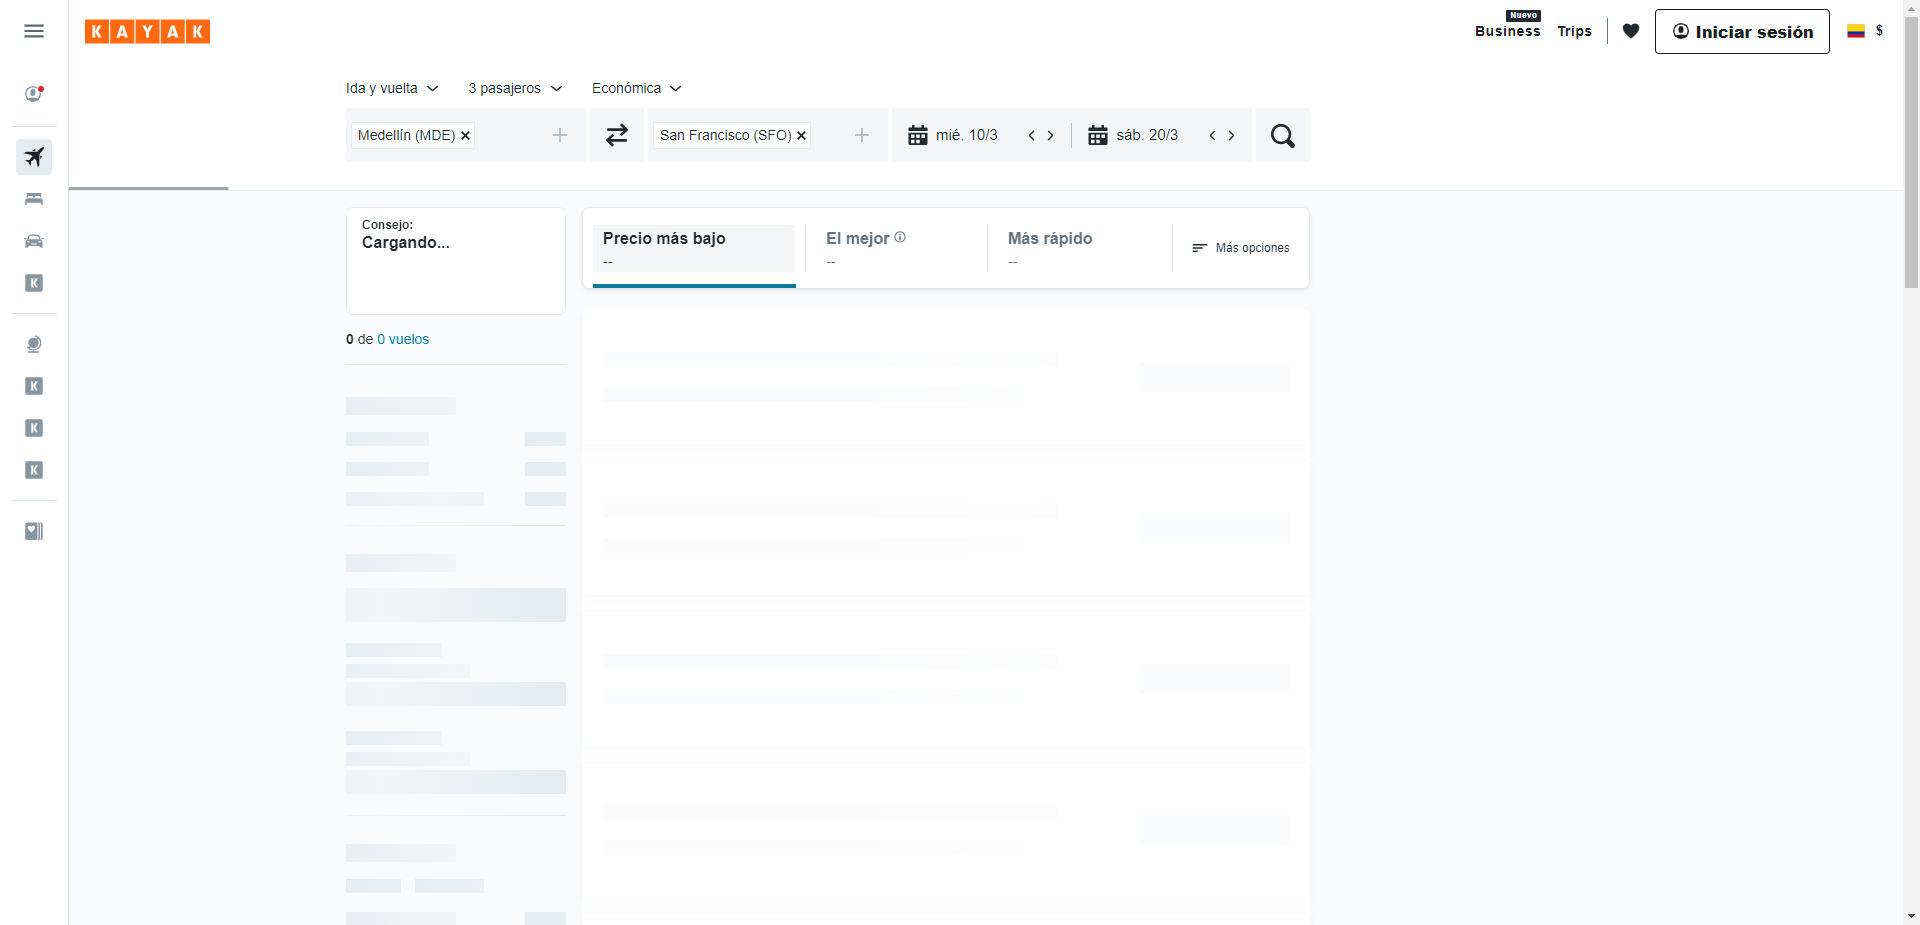 KAYAK
Nuevo
Business
Trips
Iniciar sesión
$
Ida y vuelta
3 pasajeros
Económica
Medellín (MDE)
San Francisco (SFO)
mié. 10/3
sáb. 20/3
Consejo:
Cargando...
Precio más bajo
--
El mejor
--
Más rápido
--
Más opciones
0 de 0 vuelos
K
K
K
K